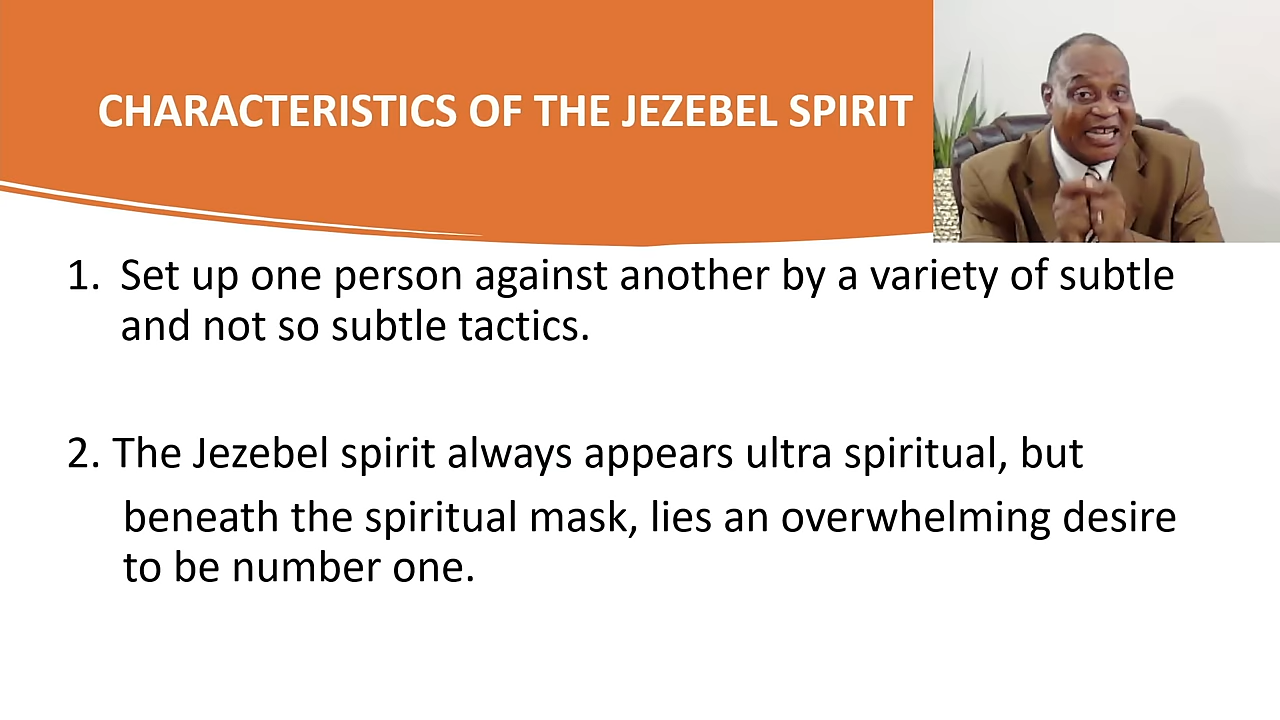 CHARACTERISTICS OF THE JEZEBEL SPIRIT
1. Set up one person against another by a variety of subtle
and not so subtle tactics.
2. The Jezebel spirit always appears ultra spiritual, but
beneath the spiritual mask, lies an overwhelming desire
to be number one.